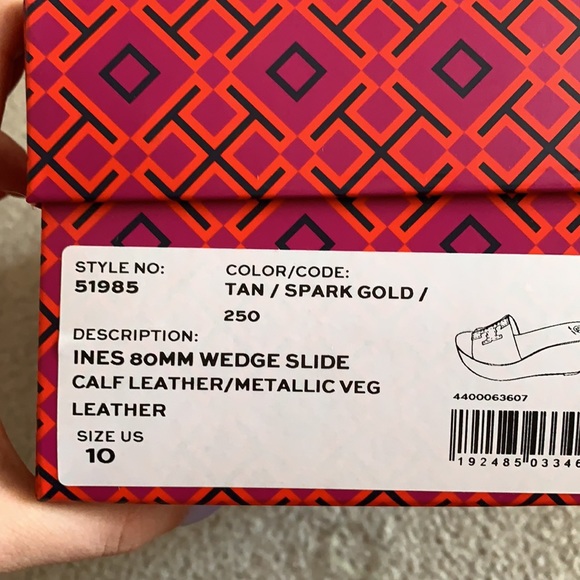 STYLE NO:
51985
COLOR/CODE:
TAN / SPARK GOLD /
250
DESCRIPTION:
INES 80MM WEDGE SLIDE
CALF LEATHER/METALLIC VEG
LEATHER
SIZE US
10
4400063607
192485 03346